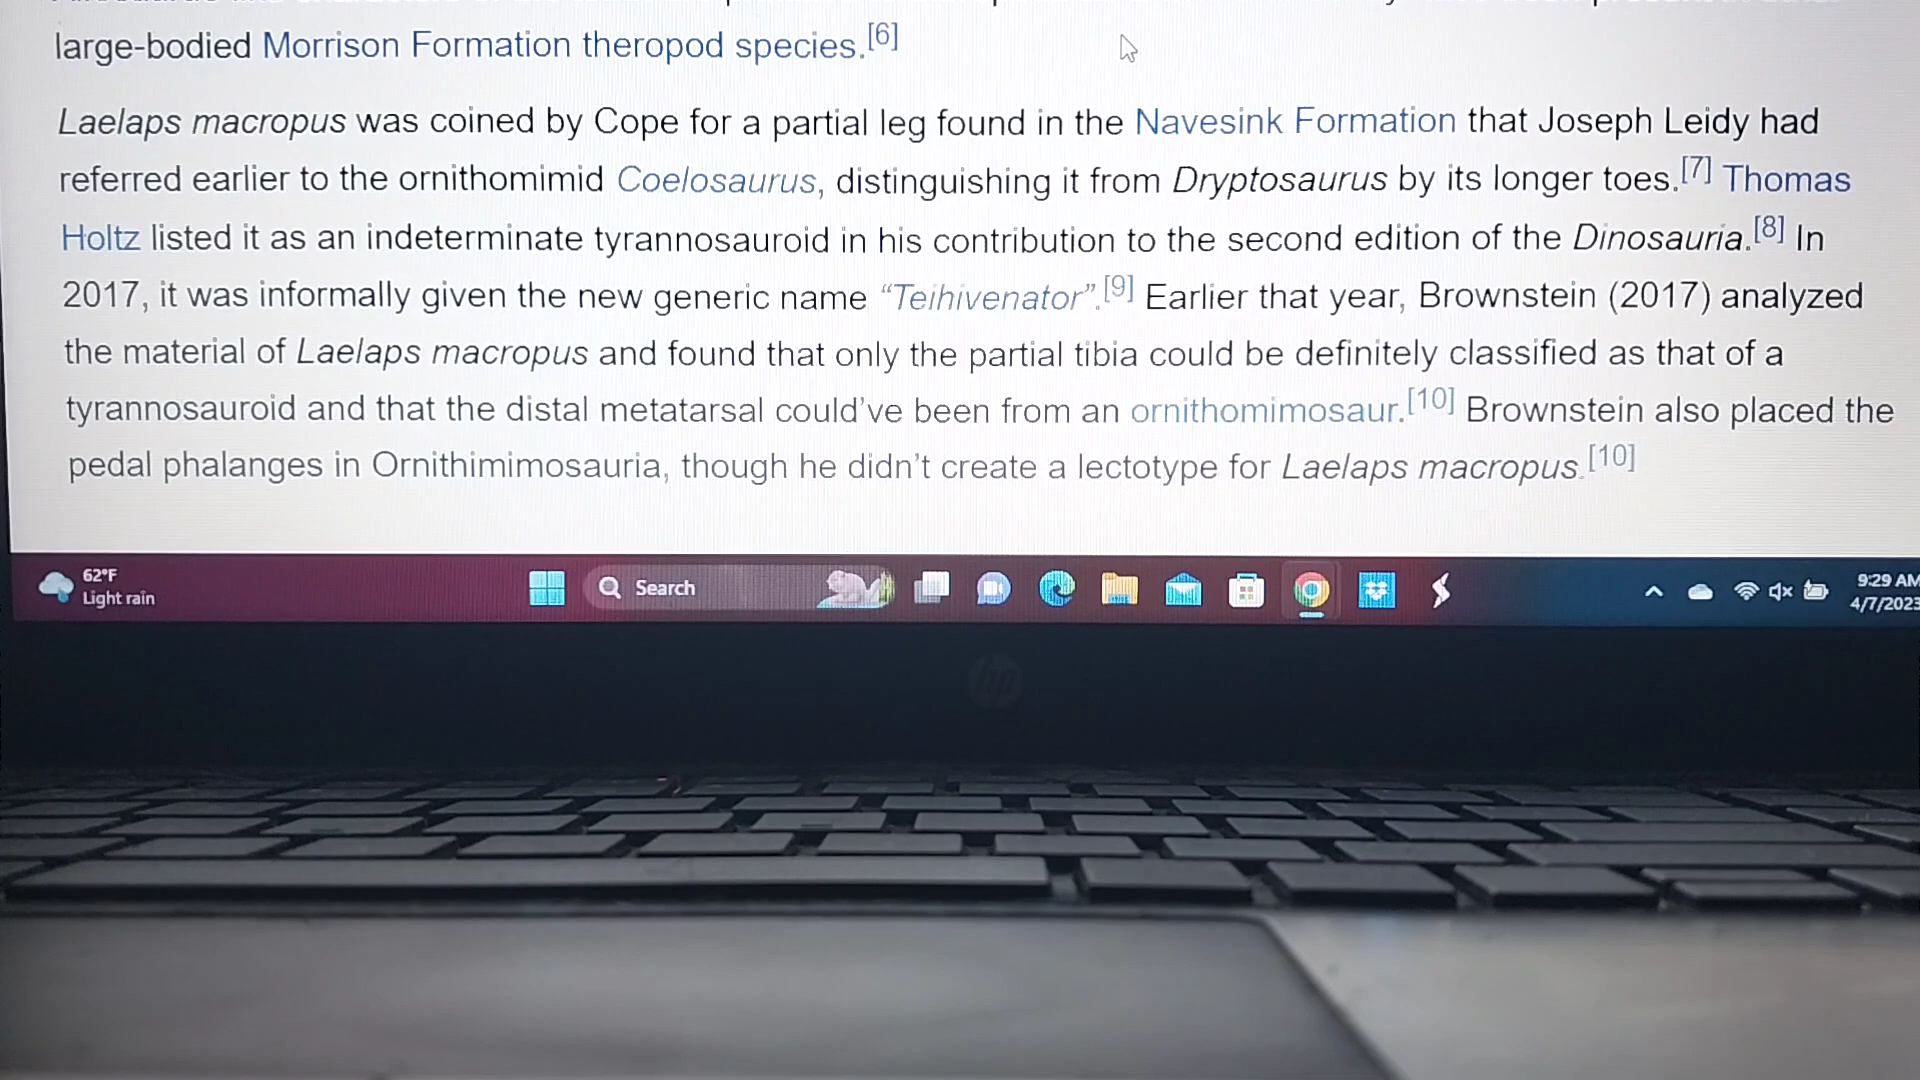 large-bodied Morrison Formation theropod species.[6]
Laelaps macropus was coined by Cope for a partial leg found in the Navesink Formation that Joseph Leidy had
referred earlier to the ornithomimid Coelosaurus, distinguishing it from Dryptosaurus by its longer toes.[7] Thomas
Holtz listed it as an indeterminate tyrannosauroid in his contribution to the second edition of the Dinosauria.[8] In
2017, it was informally given the new generic name “Teihivenator”.[9] Earlier that year, Brownstein (2017) analyzed
the material of Laelaps macropus and found that only the partial tibia could be definitely classified as that of a
tyrannosauroid and that the distal metatarsal could've been from an ornithomimosaur.[10] Brownstein also placed the
pedal phalanges in Ornithimimosauria, though he didn't create a lectotype for Laelaps macropus.[10]
62°F
Light rain
Search
9:29 AM
4/7/2023
hp